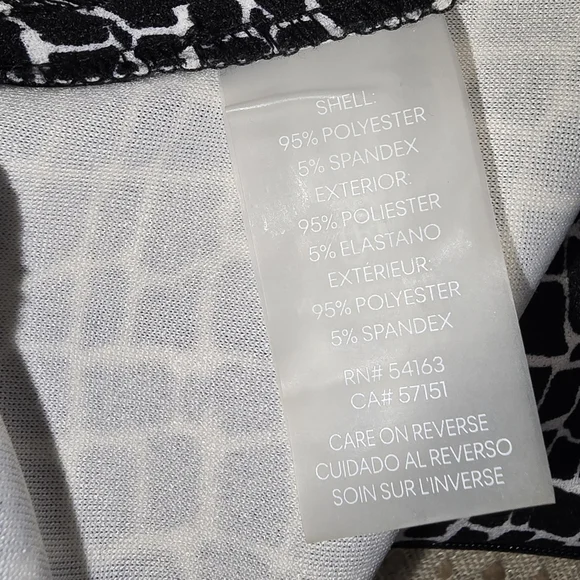 SHELL:
95% POLYESTER
5% SPANDEX
EXTERIOR:
95% POLIESTER
5% ELASTANO
EXTÉRIEUR:
95% POLYESTER
5% SPANDEX
RN# 54163
CA# 57151
CARE ON REVERSE
CUIDADO AL REVERSO
SOIN SUR L'INVERSE